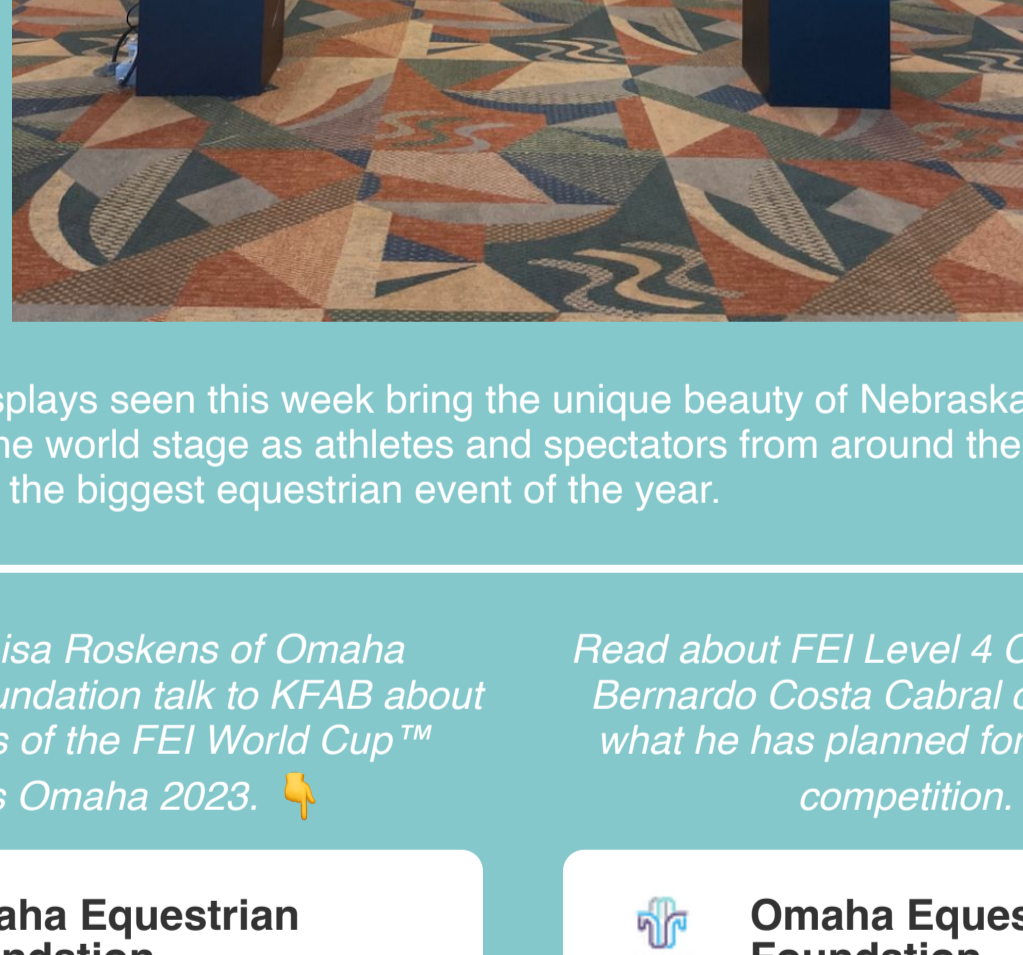 splays seen this week bring the unique beauty of Nebraska
he world stage as athletes and spectators from around the
the biggest equestrian event of the year.
isa Roskens of Omaha
undation talk to KFAB about
s of the FEI World Cup™
s Omaha 2023. 👇
Read about FEI Level 4 C
Bernardo Costa Cabral
what he has planned for
competition.
aha Equestrian
ndation
Omaha Eques
Foundation